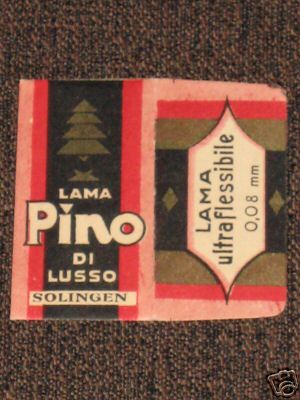 LAMA
Pino
DI
LUSSO
SOLINGEN
LAMA
ultraflessibile
0,08 mm